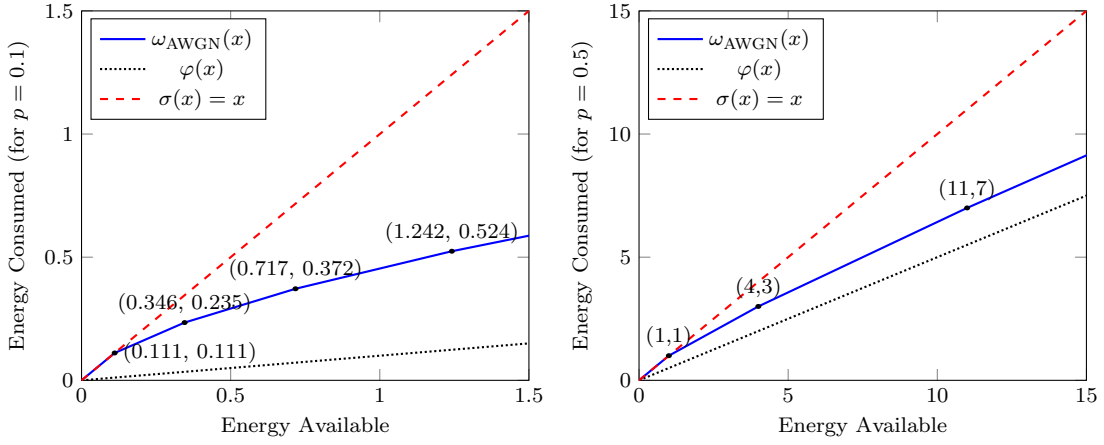 Energy Consumed (for p = 0.1)
1.5
1
0.5
0
ω_AWGN(x)
φ(x)
σ(x) = x
(1.242, 0.524)
(0.717, 0.372)
(0.346, 0.235)
(0.111, 0.111)
0
0.5
1
1.5
Energy Available
Energy Consumed (for p = 0.5)
15
10
5
0
ω_AWGN(x)
φ(x)
σ(x) = x
(11,7)
(4,3)
(1,1)
0
5
10
15
Energy Available